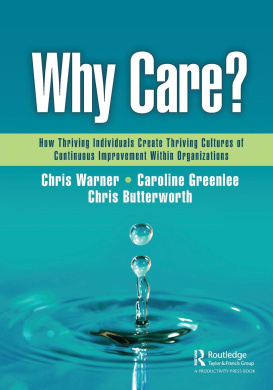 Why Care?
How Thriving Individuals Create Thriving Cultures of
Continuous Improvement Within Organizations
Chris Warner • Caroline Greenlee
Chris Butterworth
Routledge
Taylor & Francis Group
A PRODUCTIVITY PRESS BOOK